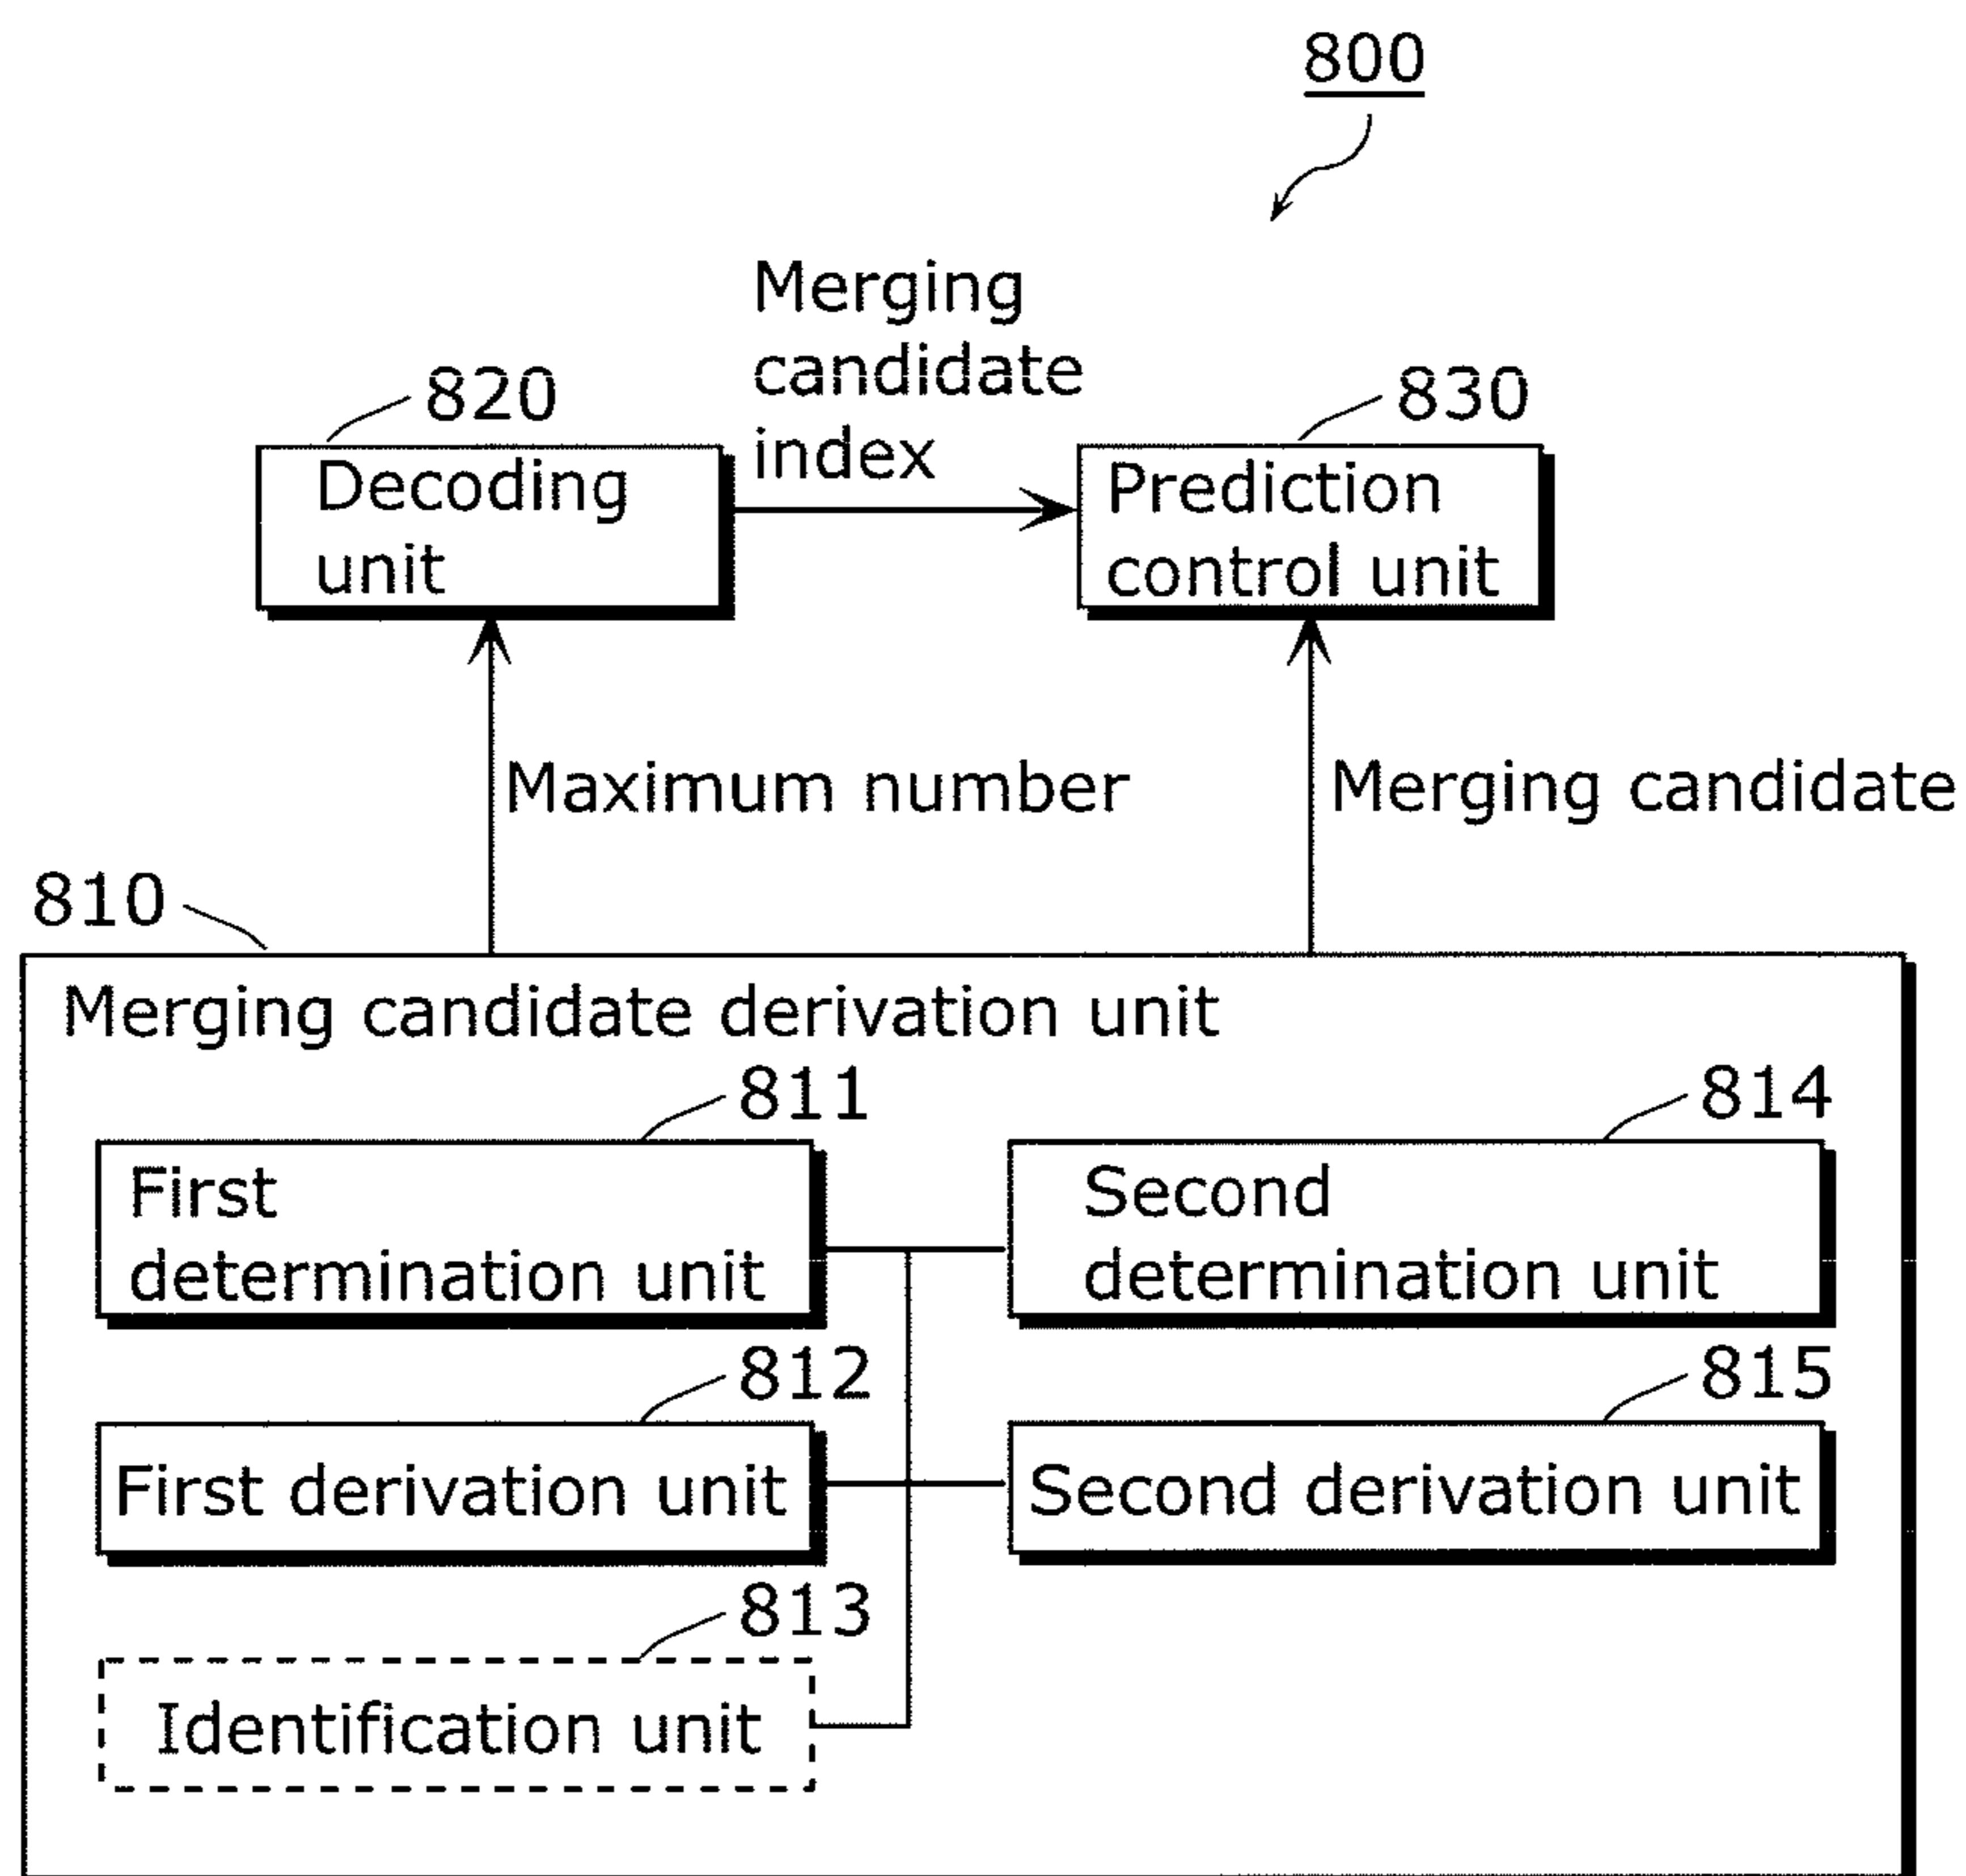 800
Merging
candidate
index
820
830
Decoding
unit
Prediction
control unit
Maximum number
Merging candidate
810
Merging candidate derivation unit
811
814
First
determination unit
Second
determination unit
812
815
First derivation unit
Second derivation unit
813
Identification unit